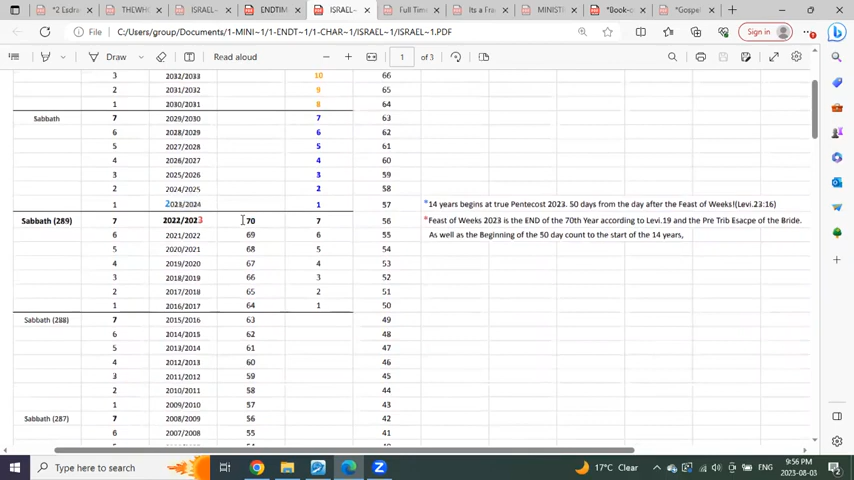 *2 Esdra
THEWHO
ISRAEL~
ENDTIM
ISRAEL~
Full Time
Its a Fra
MINISTR
*Book-o
*Gospel
File C:/Users/group/Documents/1-MINI~1/1-ENDT~1/1-CHAR~1/ISRAEL~1/ISRAEL~1.PDF
Sign in
Draw
Read aloud
1 of 3
3 2032/2033 10 66
2 2031/2032 9 65
1 2030/2031 8 64
Sabbath 7 2029/2030 7 63
6 2028/2029 6 62
5 2027/2028 5 61
4 2026/2027 4 60
3 2025/2026 3 59
2 2024/2025 2 58
1 2023/2024 1 57 *14 years begins at true Pentecost 2023. 50 days from the day after the Feast of Weeks!(Levi.23:16)
Sabbath (289) 7 2022/2023 70 7 56 *Feast of Weeks 2023 is the END of the 70th Year according to Levi.19 and the Pre Trib Esacpe of the Bride.
6 2021/2022 69 6 55 As well as the Beginning of the 50 day count to the start of the 14 years,
5 2020/2021 68 5 54
4 2019/2020 67 4 53
3 2018/2019 66 3 52
2 2017/2018 65 2 51
1 2016/2017 64 1 50
Sabbath (288) 7 2015/2016 63 49
6 2014/2015 62 48
5 2013/2014 61 47
4 2012/2013 60 46
3 2011/2012 59 45
2 2010/2011 58 44
1 2009/2010 57 43
Sabbath (287) 7 2008/2009 56 42
6 2007/2008 55 41
Type here to search
17°C Clear
ENG
9:56 PM
2023-08-03